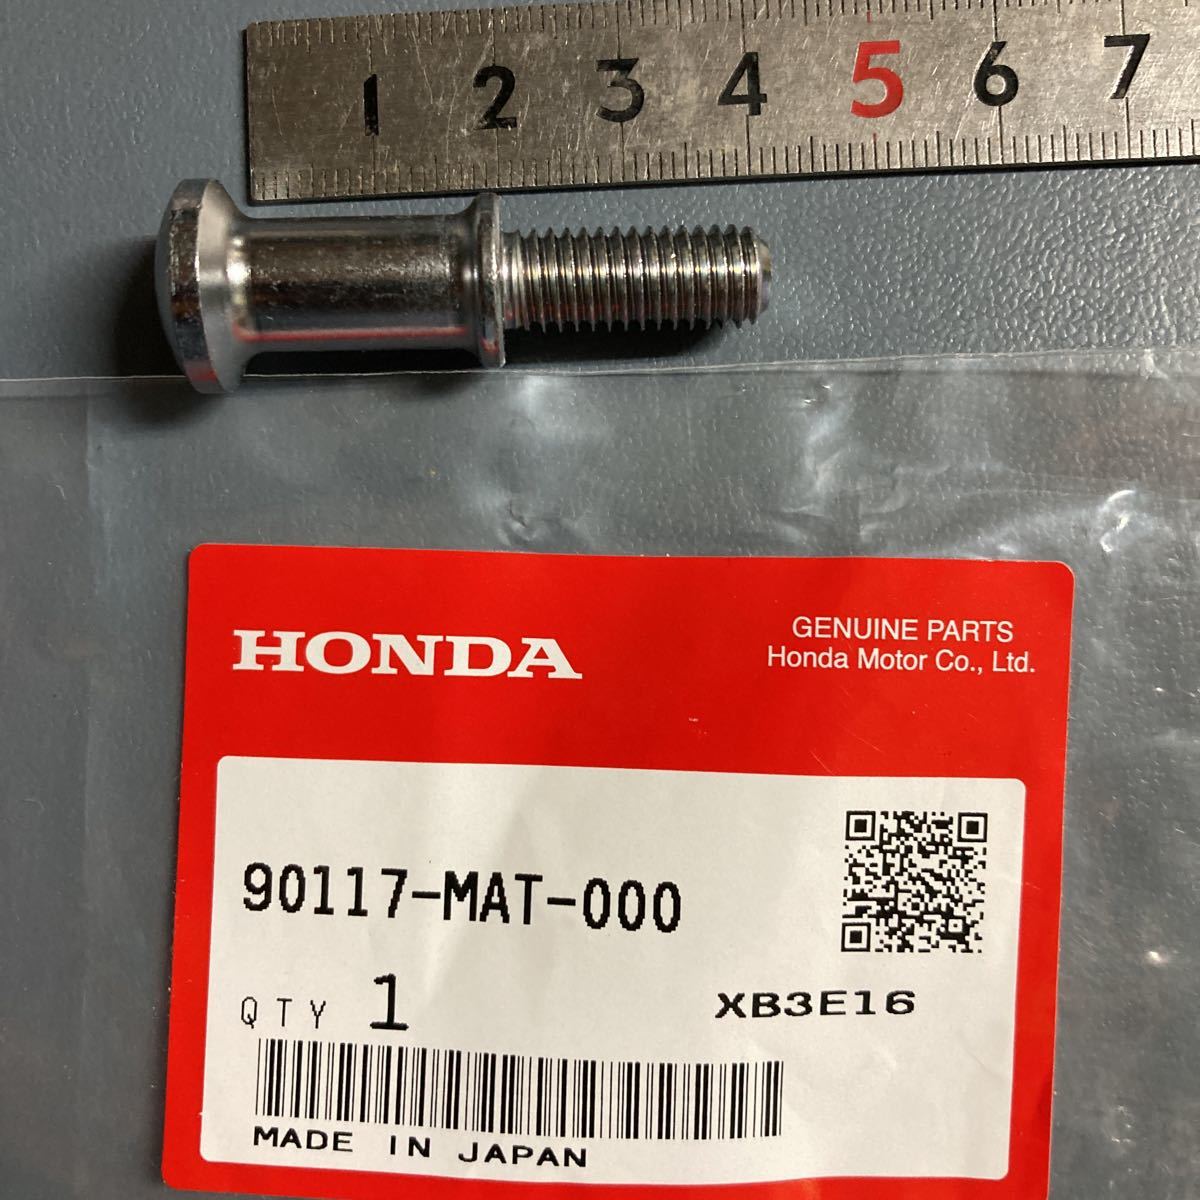 1 2 3 4 5 6 7
HONDA
GENUINE PARTS
Honda Motor Co., Ltd.
90117-MAT-000
QTY 1
XB3E16
MADE IN JAPAN